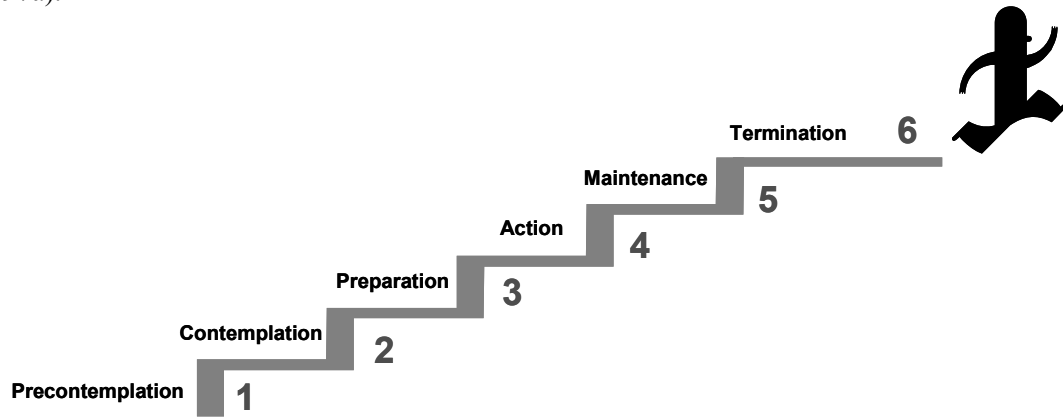 Termination 6
Maintenance 5
Action 4
Preparation 3
Contemplation 2
Precontemplation 1